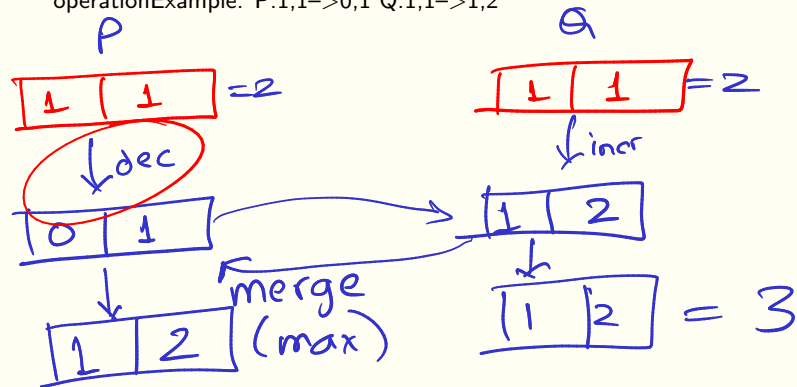 operationExample: P:1,1–>0,1 Q:1,1–>1,2
P Q
1 1 =2 1 1 =2
dec incr
0 1 1 2
merge
(max)
1 2 1 2 = 3